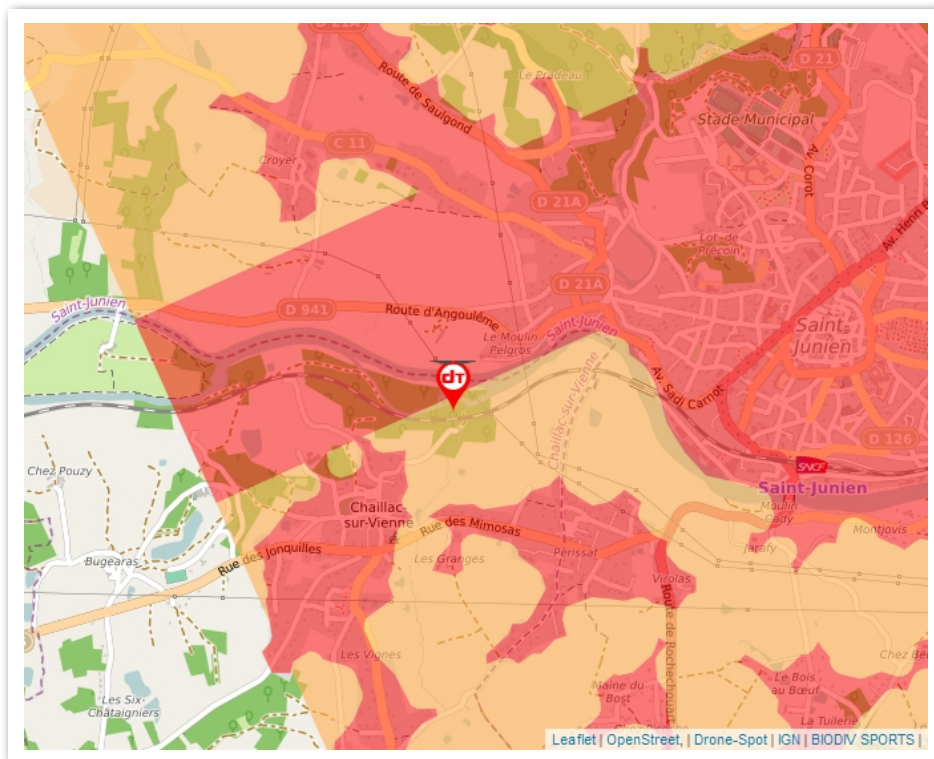 D 21A
D 21
Route de Saulgond
Le Pradeau
Stade Municipal
C 11
Croyer
Av. Corot
D 21A
Lot. de
Précoin
Av. Henri B
D 21A
Saint-Junien
D 941
Route d'Angoulême
Le Moulin
Pelgros
Saint-Junien
Saint-
Junien
dT
Av. Sadi Carnot
Chaillac-sur-Vienne
D 126
SNCF
Chez Pouzy
Saint-Junien
Chaillac-
sur-Vienne
Rue des Mimosas
Moulin
Gaby
Montjovis
Rue des Jonquilles
Les Granges
Périssat
Jarafy
Bugearas
Virolas
Route de Rochechouart
Les Vignes
Chez Be
Le Bois
au Bœuf
Maine du
Bost
Les Six-
Châtaigniers
La Tuilerie
Leaflet | OpenStreet, | Drone-Spot | IGN | BIODIV SPORTS |